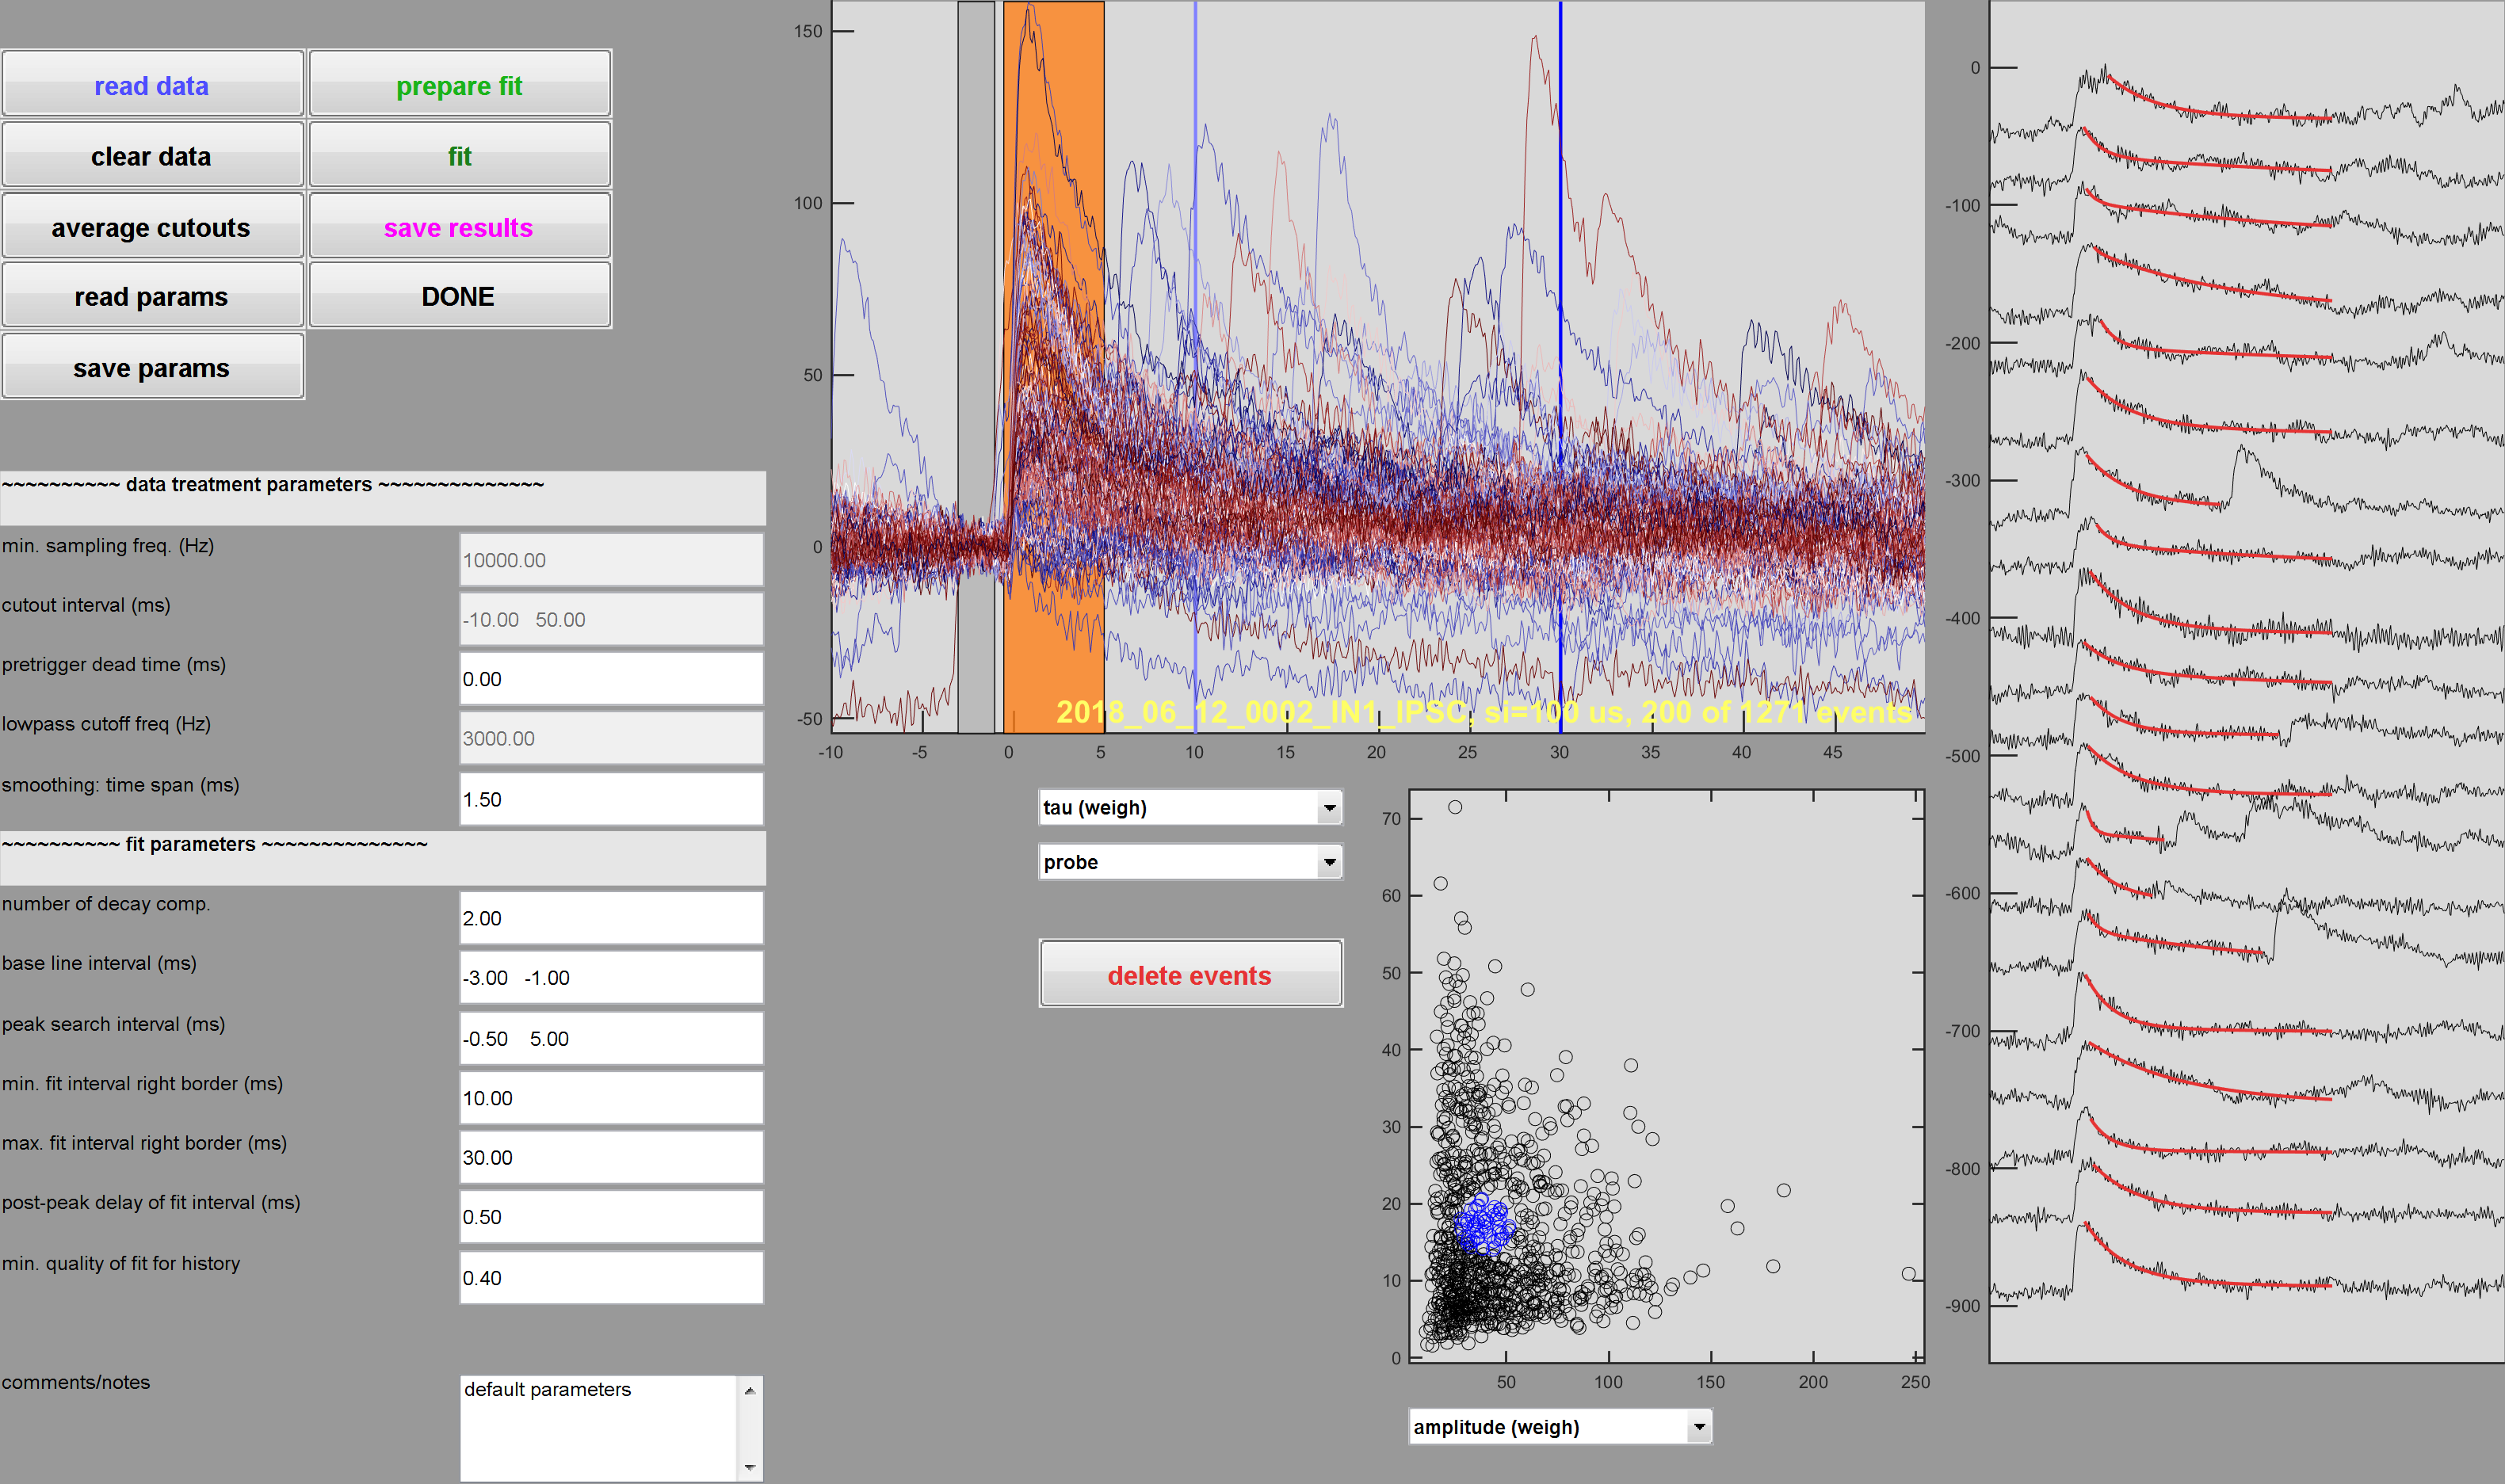 read data
prepare fit
clear data
fit
average cutouts
save results
read params
DONE
save params
~~~~~~~~~~ data treatment parameters ~~~~~~~~~~~~~~
min. sampling freq. (Hz)
10000.00
cutout interval (ms)
-10.00 50.00
pretrigger dead time (ms)
0.00
lowpass cutoff freq (Hz)
3000.00
smoothing: time span (ms)
1.50
~~~~~~~~~~ fit parameters ~~~~~~~~~~~~~~
number of decay comp.
2.00
base line interval (ms)
-3.00 -1.00
peak search interval (ms)
-0.50 5.00
min. fit interval right border (ms)
10.00
max. fit interval right border (ms)
30.00
post-peak delay of fit interval (ms)
0.50
min. quality of fit for history
0.40
comments/notes
default parameters
150
100
50
0
-50
2018_06_12_0002_IN1_IPSC, si=100 us, 200 of 1271 events
-10 -5 0 5 10 15 20 25 30 35 40 45
tau (weigh)
probe
delete events
70
60
50
40
30
20
10
0
50 100 150 200 250
amplitude (weigh)
0
-100
-200
-300
-400
-500
-600
-700
-800
-900